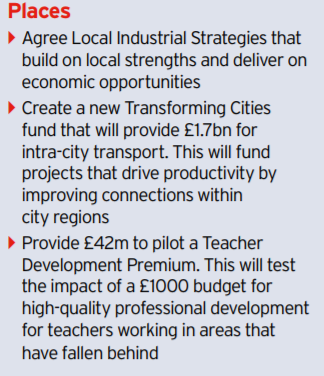 Places
Agree Local Industrial Strategies that
build on local strengths and deliver on
economic opportunities
Create a new Transforming Cities
fund that will provide £1.7bn for
intra-city transport. This will fund
projects that drive productivity by
improving connections within
city regions
Provide £42m to pilot a Teacher
Development Premium. This will test
the impact of a £1000 budget for
high-quality professional development
for teachers working in areas that
have fallen behind